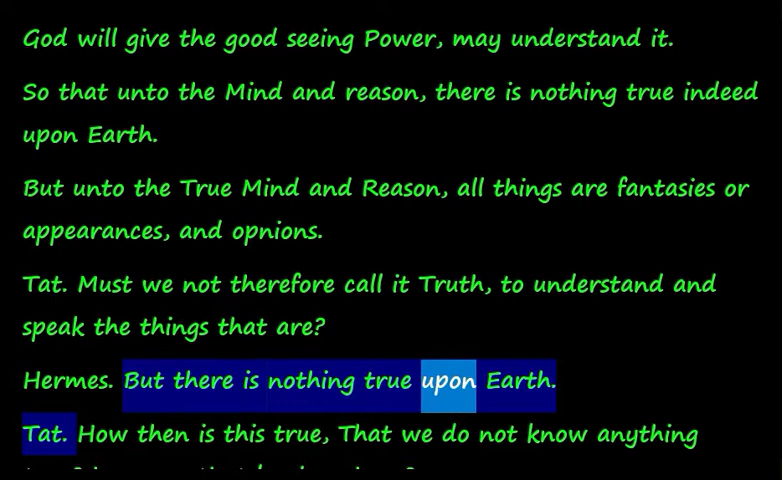 God will give the good seeing Power, may understand it.
So that unto the Mind and reason, there is nothing true indeed
upon Earth.
But unto the True Mind and Reason, all things are fantasies or
appearances, and opnions.
Tat. Must we not therefore call it Truth, to understand and
speak the things that are?
Hermes. But there is nothing true upon Earth.
Tat. How then is this true, That we do not know anything